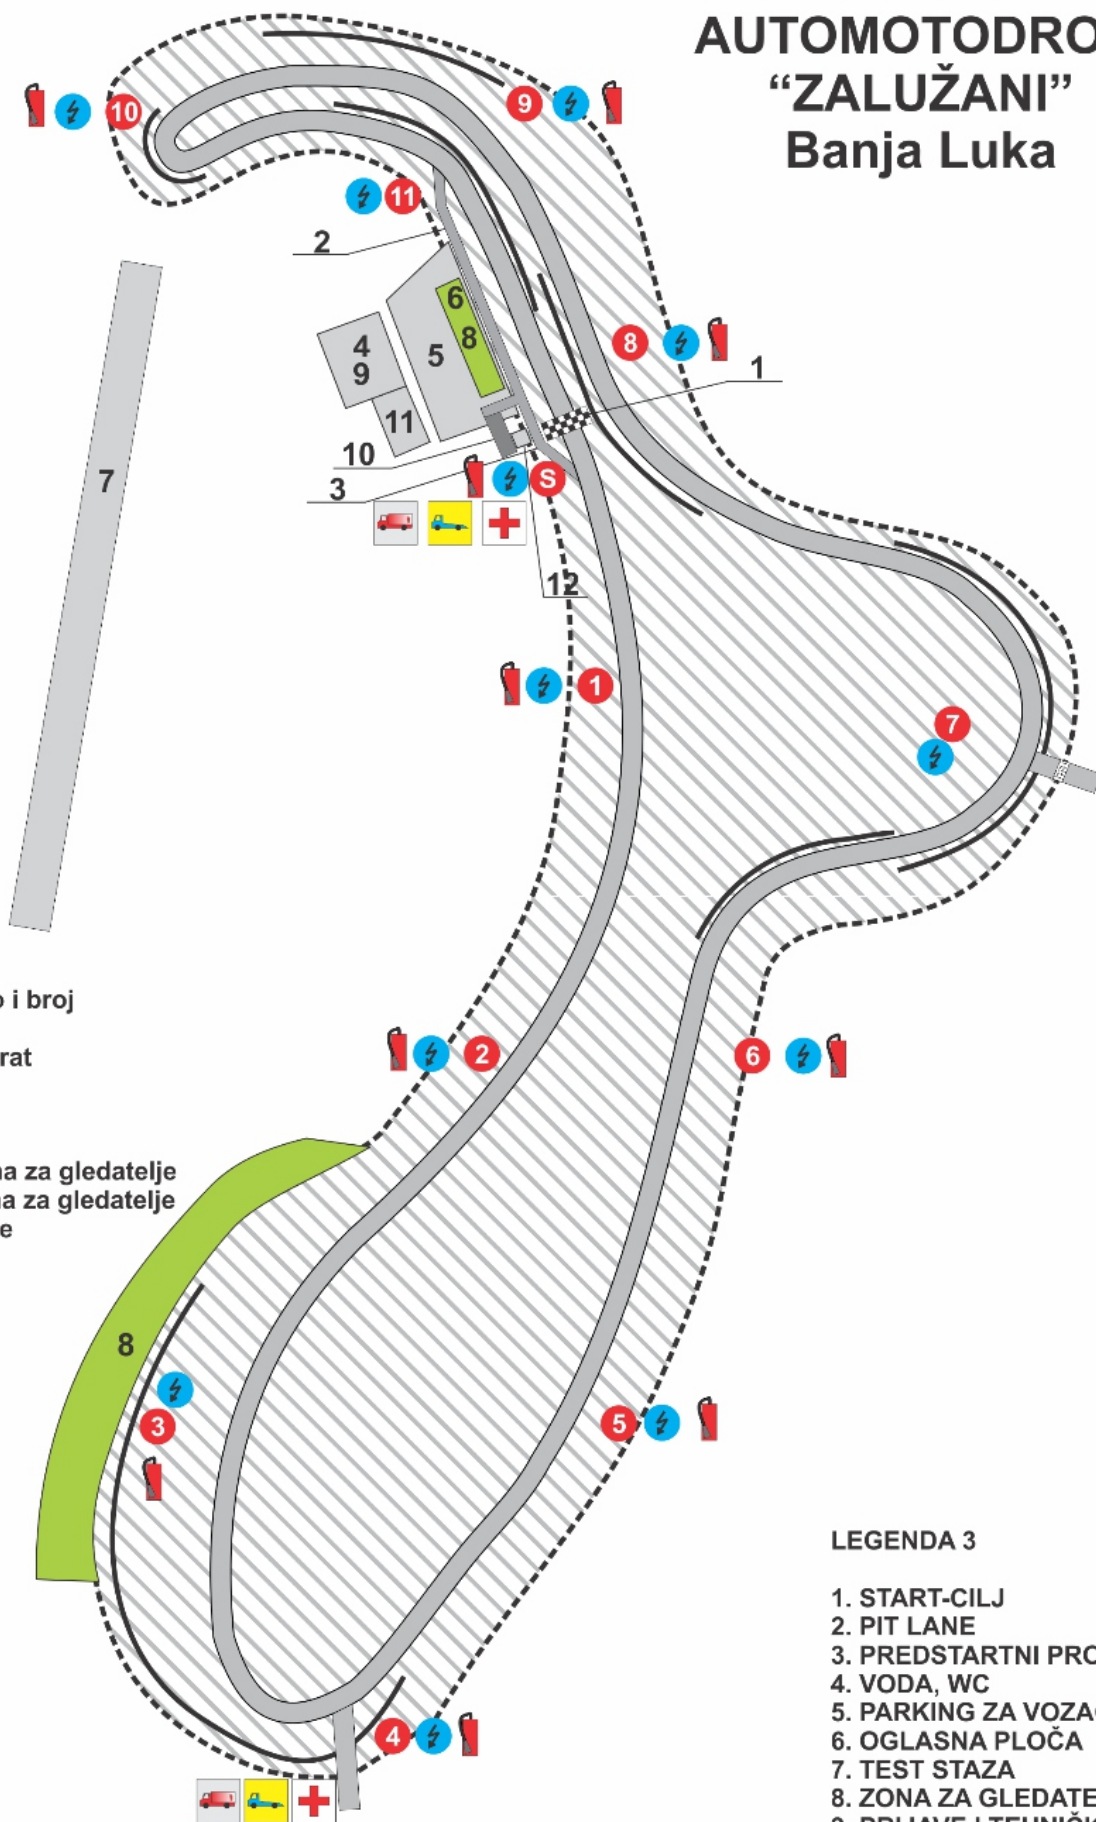 AUTOMOTODRO
“ZALUŽANI”
Banja Luka
10
9
11
2
6
8
4
9
5
8
1
11
10
3
S
12
7
1
7
2
6
o i broj
rat
na za gledatelje
na za gledatelje
e
8
3
5
4
LEGENDA 3
1. START-CILJ
2. PIT LANE
3. PREDSTARTNI PRO
4. VODA, WC
5. PARKING ZA VOZA
6. OGLASNA PLOČA
7. TEST STAZA
8. ZONA ZA GLEDATE